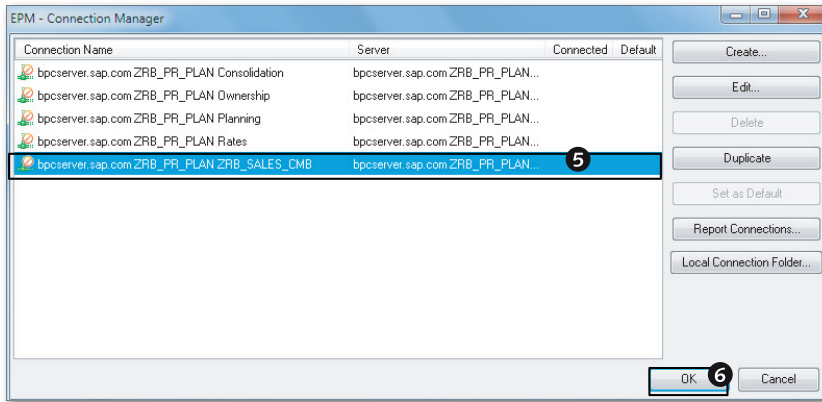 EPM - Connection Manager
Connection Name Server Connected Default
bpcserver.sap.com ZRB_PR_PLAN Consolidation bpcserver.sap.com ZRB_PR_PLAN...
bpcserver.sap.com ZRB_PR_PLAN Ownership bpcserver.sap.com ZRB_PR_PLAN...
bpcserver.sap.com ZRB_PR_PLAN Planning bpcserver.sap.com ZRB_PR_PLAN...
bpcserver.sap.com ZRB_PR_PLAN Rates bpcserver.sap.com ZRB_PR_PLAN...
bpcserver.sap.com ZRB_PR_PLAN ZRB_SALES_CMB bpcserver.sap.com ZRB_PR_PLAN... 5
Create...
Edit...
Delete
Duplicate
Set as Default
Report Connections...
Local Connection Folder...
OK 6 Cancel